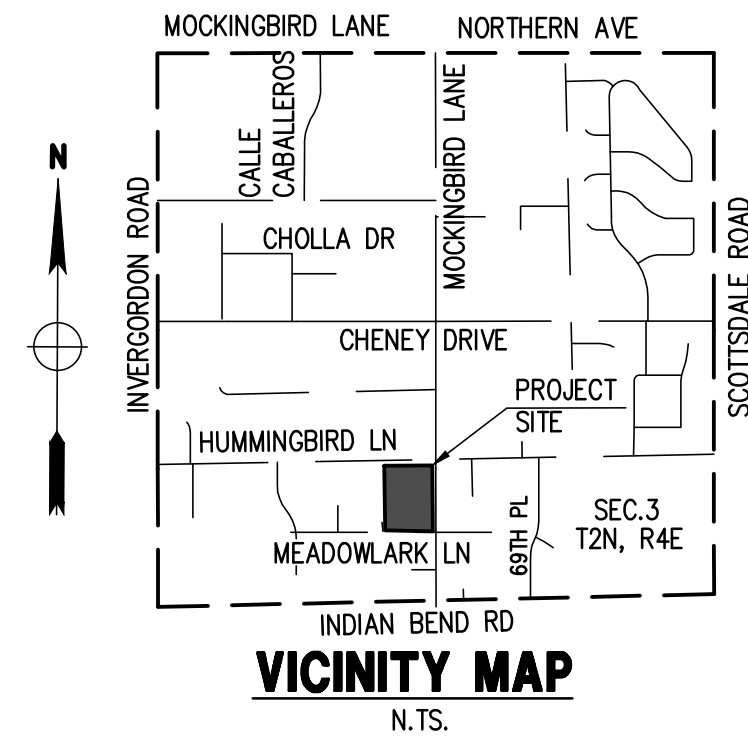 MOCKINGBIRD LANE
NORTHERN AVE
CALLE
CABALLEROS
MOCKINGBIRD LANE
N
INVERGORDON ROAD
SCOTTSDALE ROAD
CHOLLA DR
CHENEY DRIVE
PROJECT
SITE
HUMMINGBIRD LN
69TH PL
SEC.3
T2N, R4E
MEADOWLARK LN
INDIAN BEND RD
VICINITY MAP
N.TS.